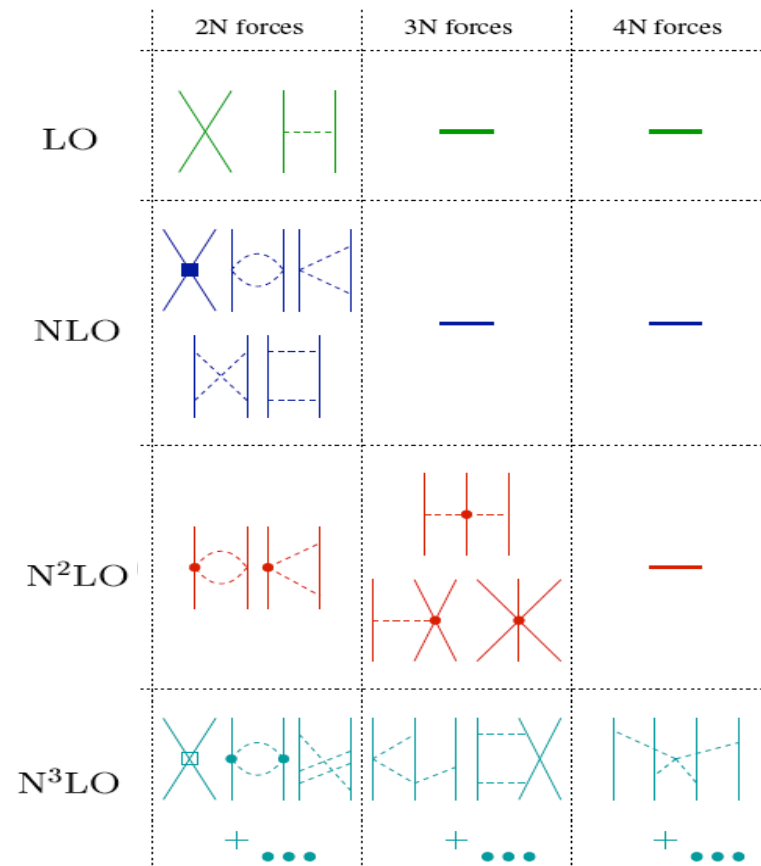 2N forces 3N forces 4N forces
LO
NLO
N²LO
N³LO
+ ... + ... + ...